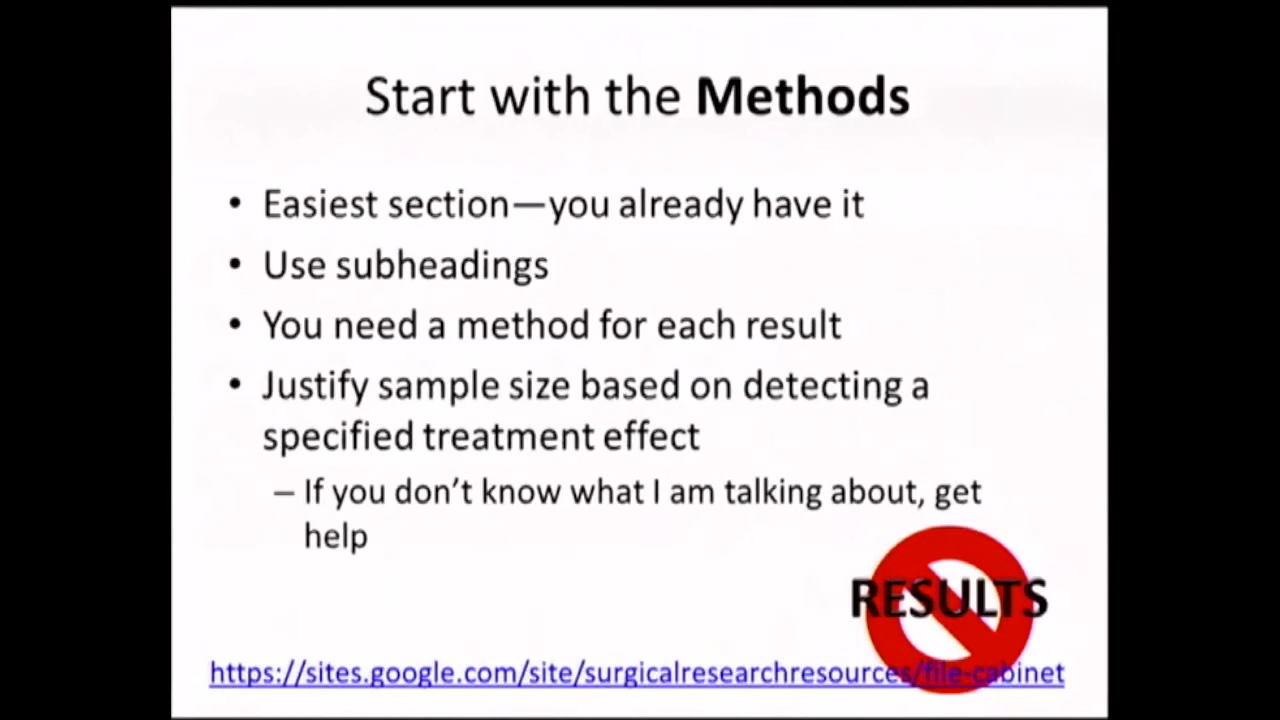 Start with the Methods
• Easiest section—you already have it
• Use subheadings
• You need a method for each result
• Justify sample size based on detecting a
specified treatment effect
– If you don't know what I am talking about, get
help
RESULTS
https://sites.google.com/site/surgicalresearchresources/file-cabinet